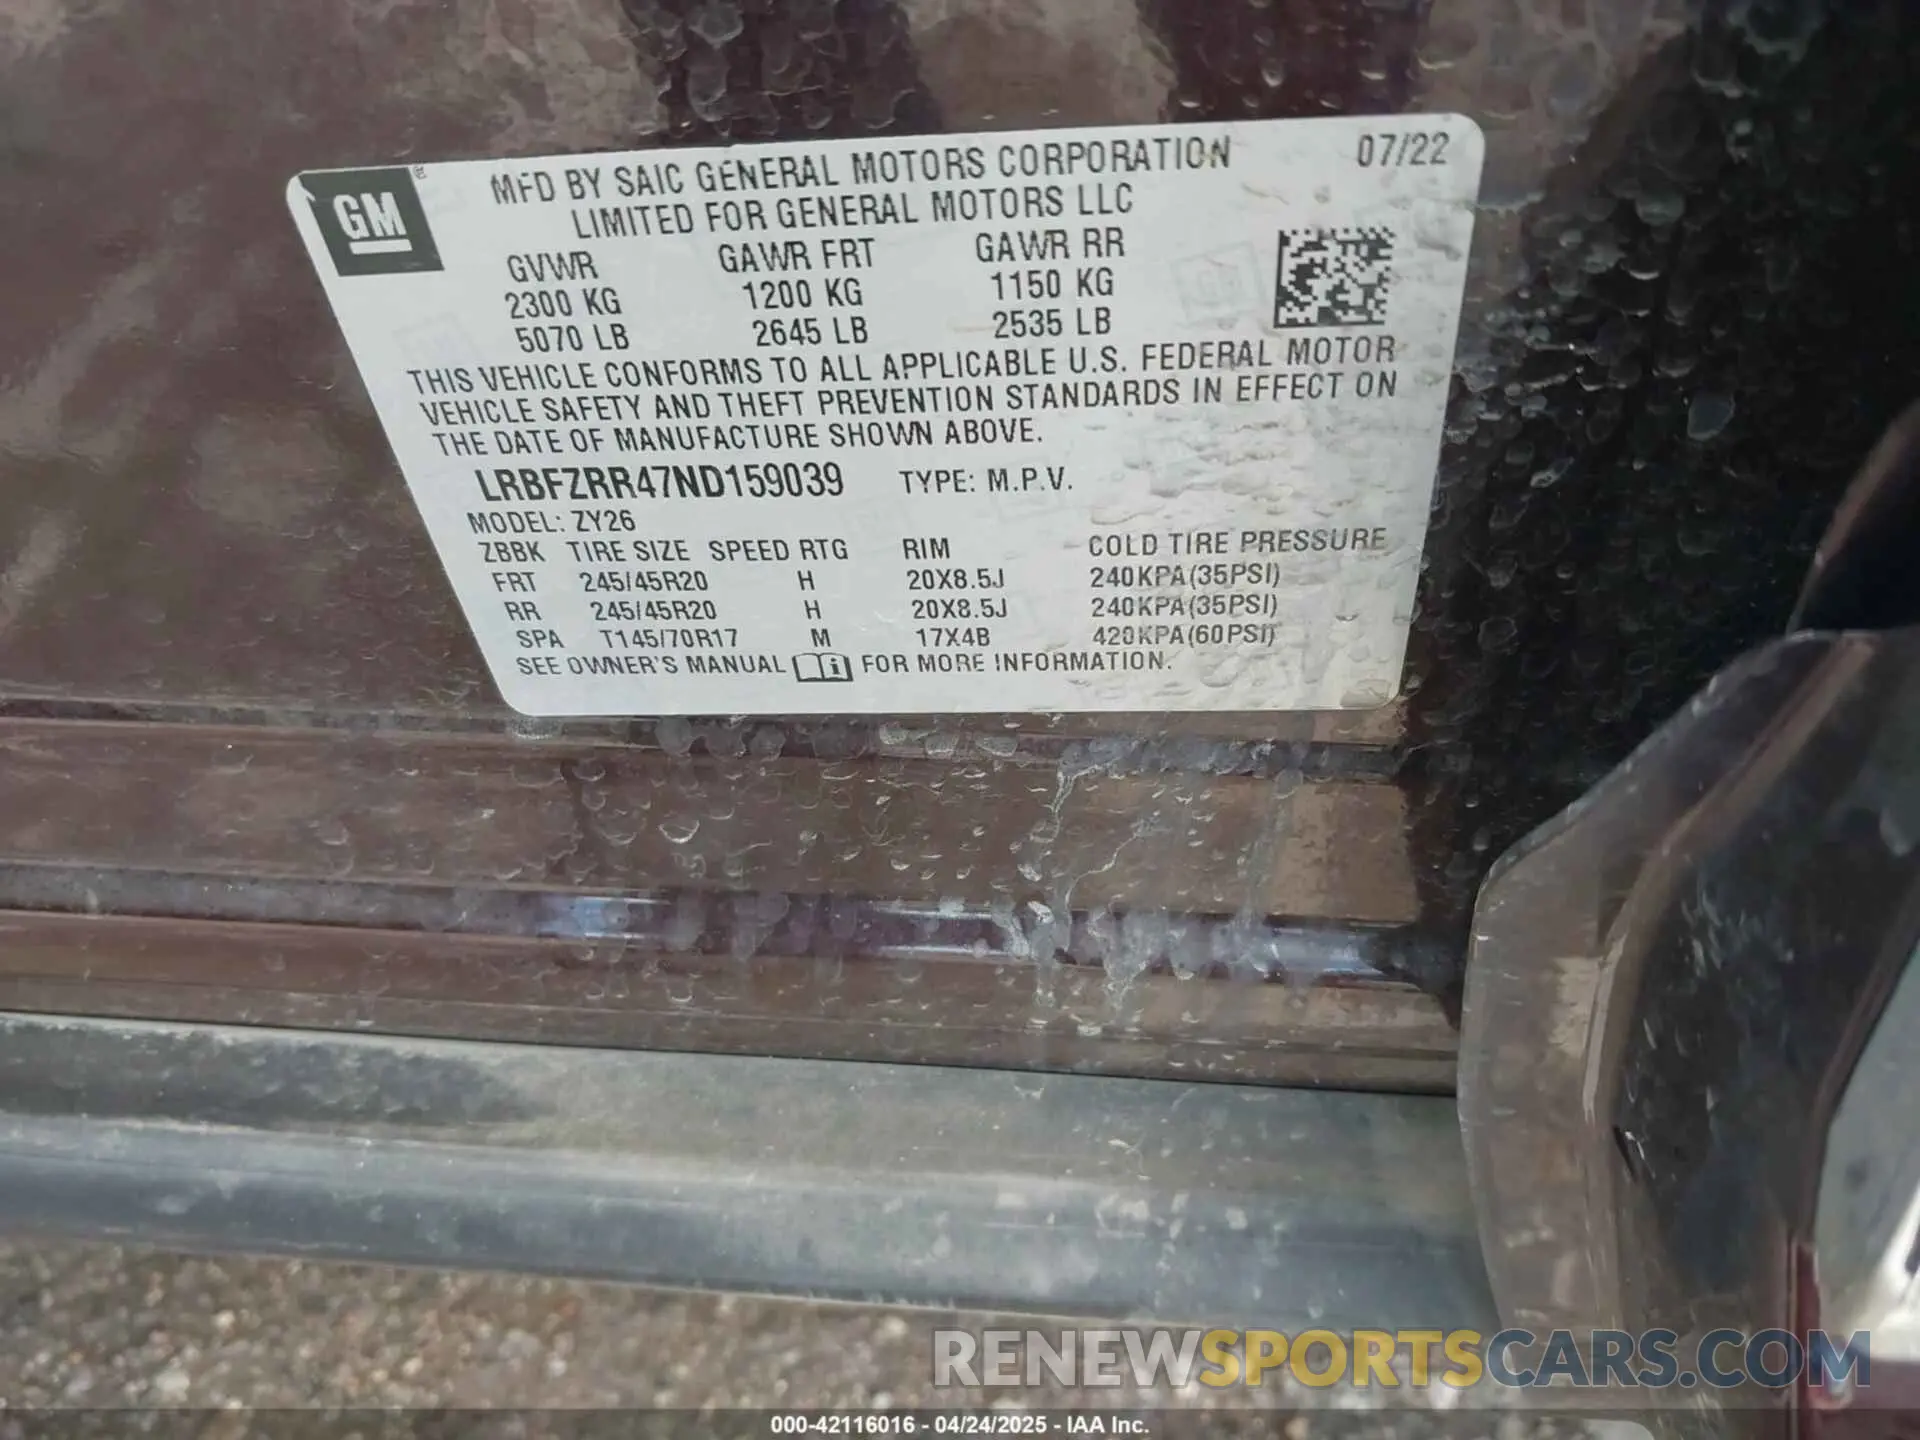 GM ®
MFD BY SAIC GENERAL MOTORS CORPORATION 07/22
LIMITED FOR GENERAL MOTORS LLC
GVWR GAWR FRT GAWR RR
2300 KG 1200 KG 1150 KG
5070 LB 2645 LB 2535 LB
THIS VEHICLE CONFORMS TO ALL APPLICABLE U.S. FEDERAL MOTOR
VEHICLE SAFETY AND THEFT PREVENTION STANDARDS IN EFFECT ON
THE DATE OF MANUFACTURE SHOWN ABOVE.
LRBFZRR47ND159039 TYPE: M.P.V.
MODEL: ZY26
ZBBK TIRE SIZE SPEED RTG RIM COLD TIRE PRESSURE
FRT 245/45R20 H 20X8.5J 240KPA(35PSI)
RR 245/45R20 H 20X8.5J 240KPA(35PSI)
SPA T145/70R17 M 17X4B 420KPA(60PSI)
SEE OWNER'S MANUAL i FOR MORE INFORMATION.
RENEWSPORTSCARS.COM
000-42116016 - 04/24/2025 - IAA Inc.